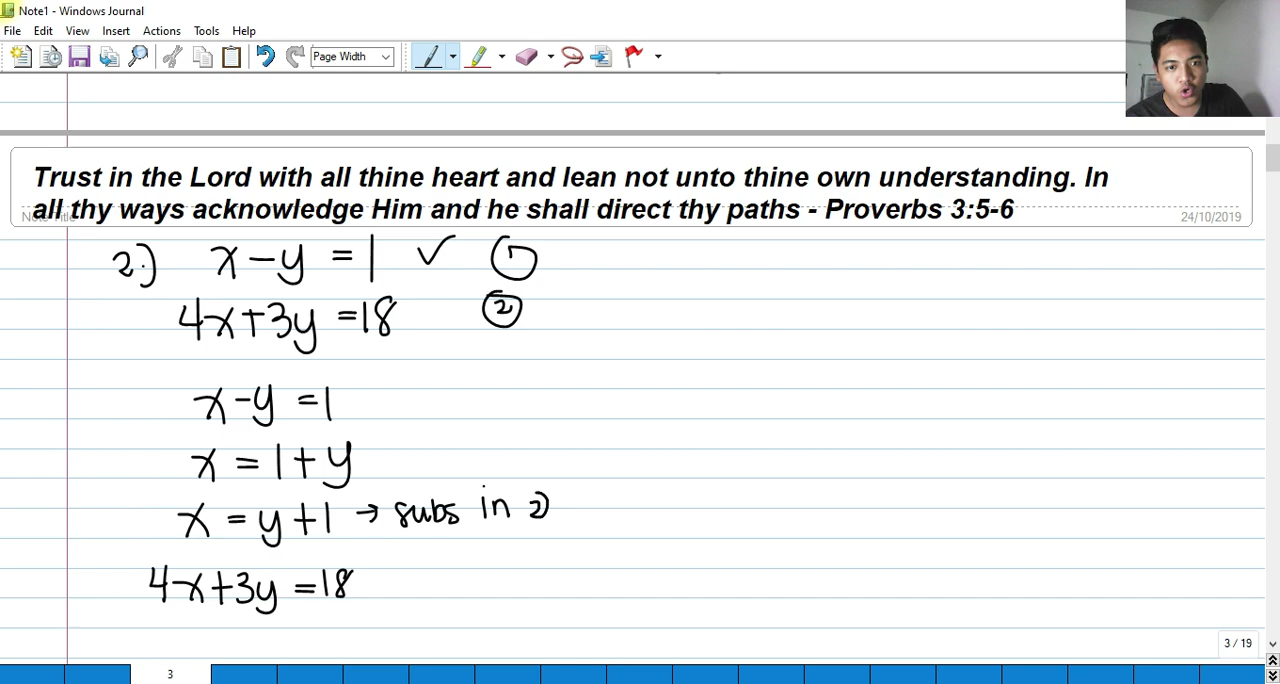 Note1 - Windows Journal
File Edit View Insert Actions Tools Help
Page Width
Trust in the Lord with all thine heart and lean not unto thine own understanding. In
all thy ways acknowledge Him and he shall direct thy paths - Proverbs 3:5-6
Note Title
24/10/2019
2.) x-y=1 ✓ ①
4x+3y=18 ②
x-y=1
x=1+y
x=y+1 → subs in 2)
4x+3y=18
3 / 19
3